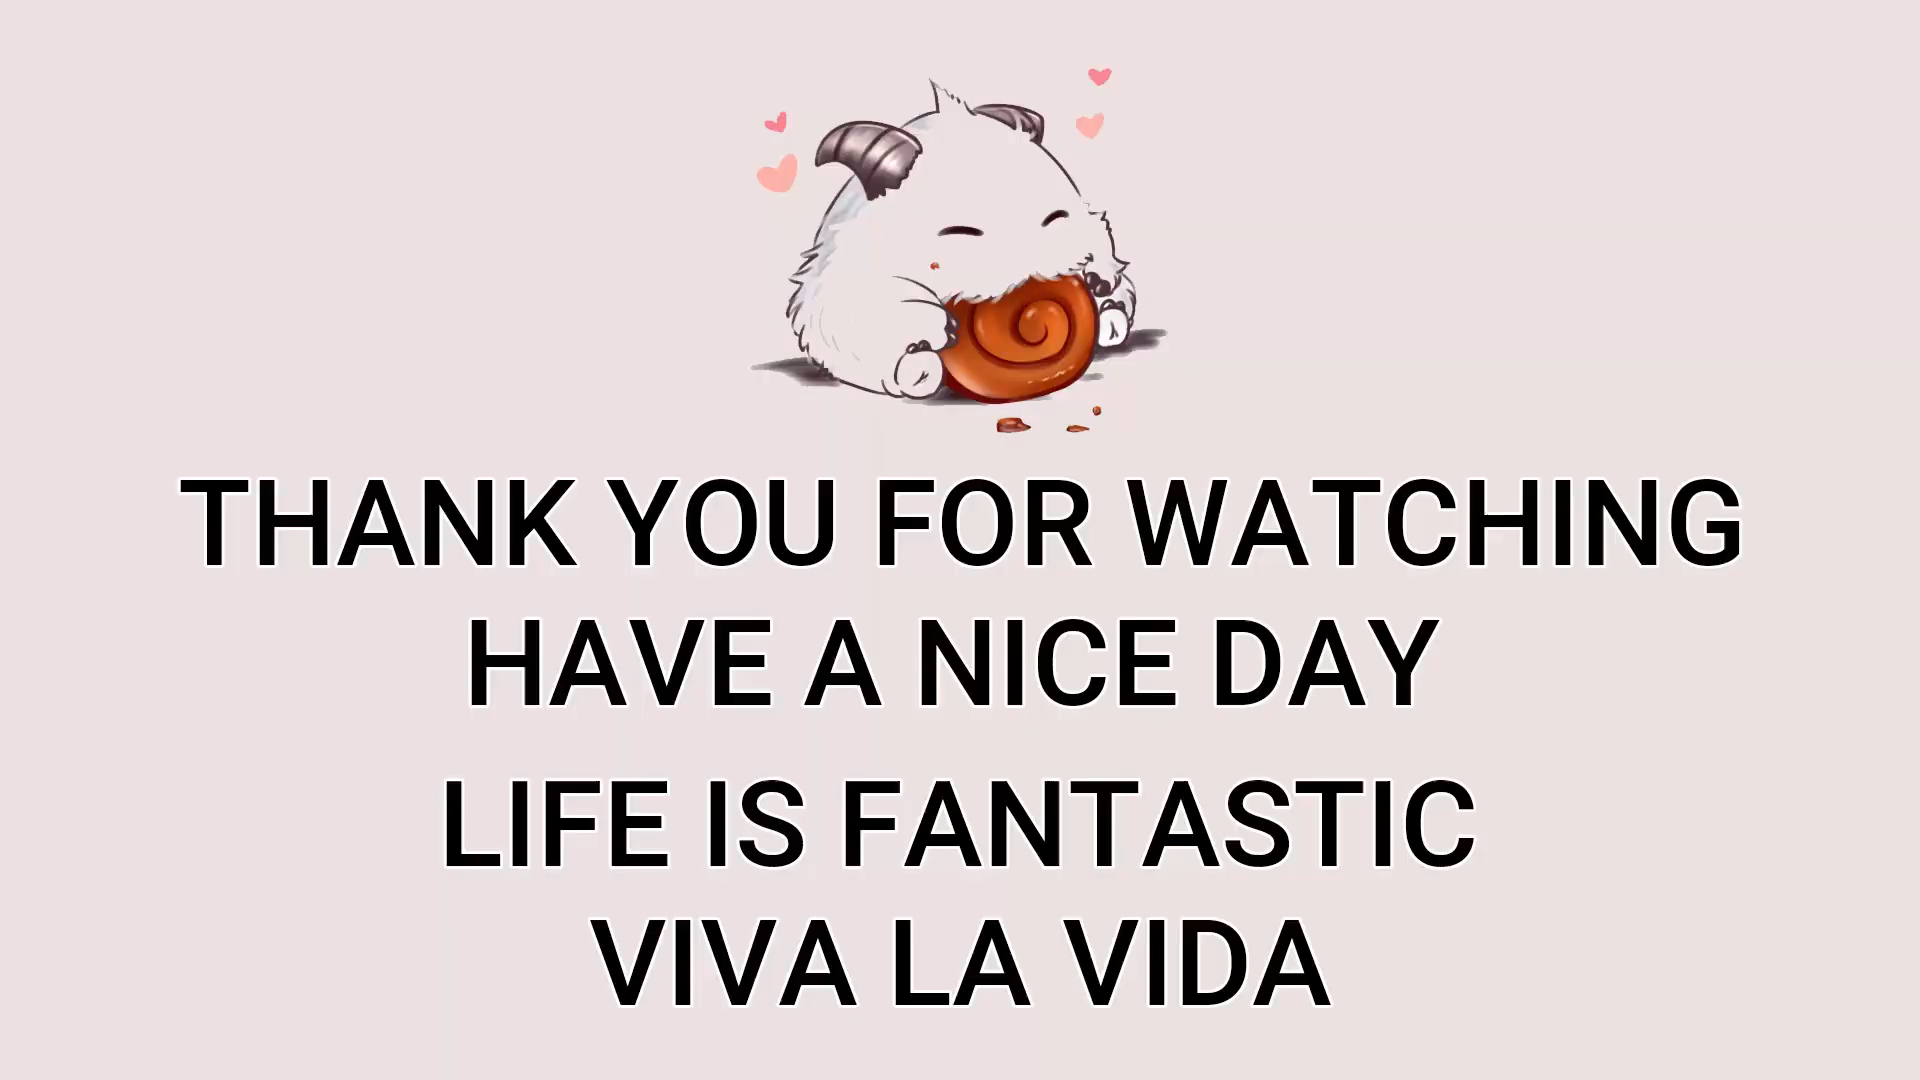 THANK YOU FOR WATCHING
HAVE A NICE DAY
LIFE IS FANTASTIC
VIVA LA VIDA